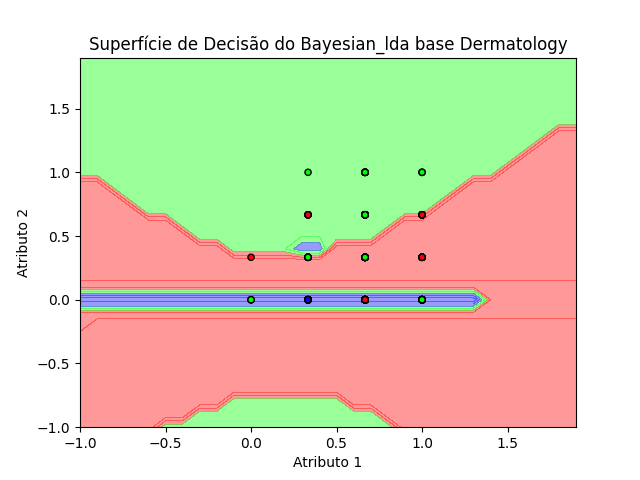 Superfície de Decisão do Bayesian_lda base Dermatology
Atributo 2
1.5
1.0
0.5
0.0
−0.5
−1.0
−1.0 −0.5 0.0 0.5 1.0 1.5
Atributo 1